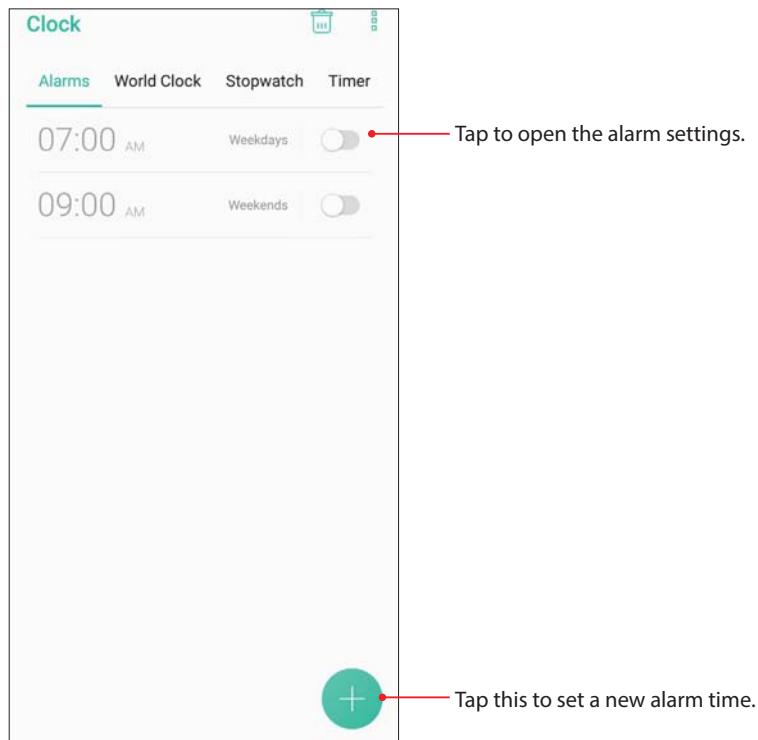 Clock
Alarms World Clock Stopwatch Timer
07:00 AM Weekdays
Tap to open the alarm settings.
09:00 AM Weekends
Tap this to set a new alarm time.